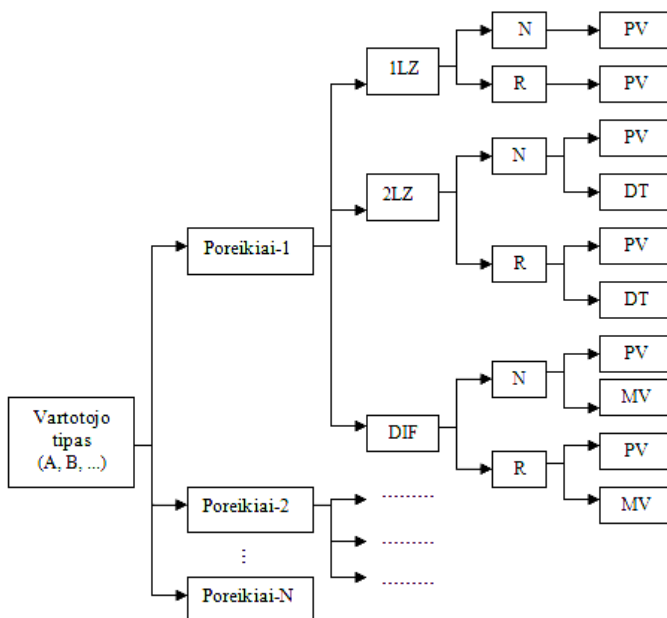 N
PV
1LZ
R
PV
PV
N
2LZ
DT
Poreikiai-1
PV
R
DT
PV
N
MV
Vartotojo
tipas
(A, B, ...)
DIF
PV
R
MV
Poreikiai-2
Poreikiai-N